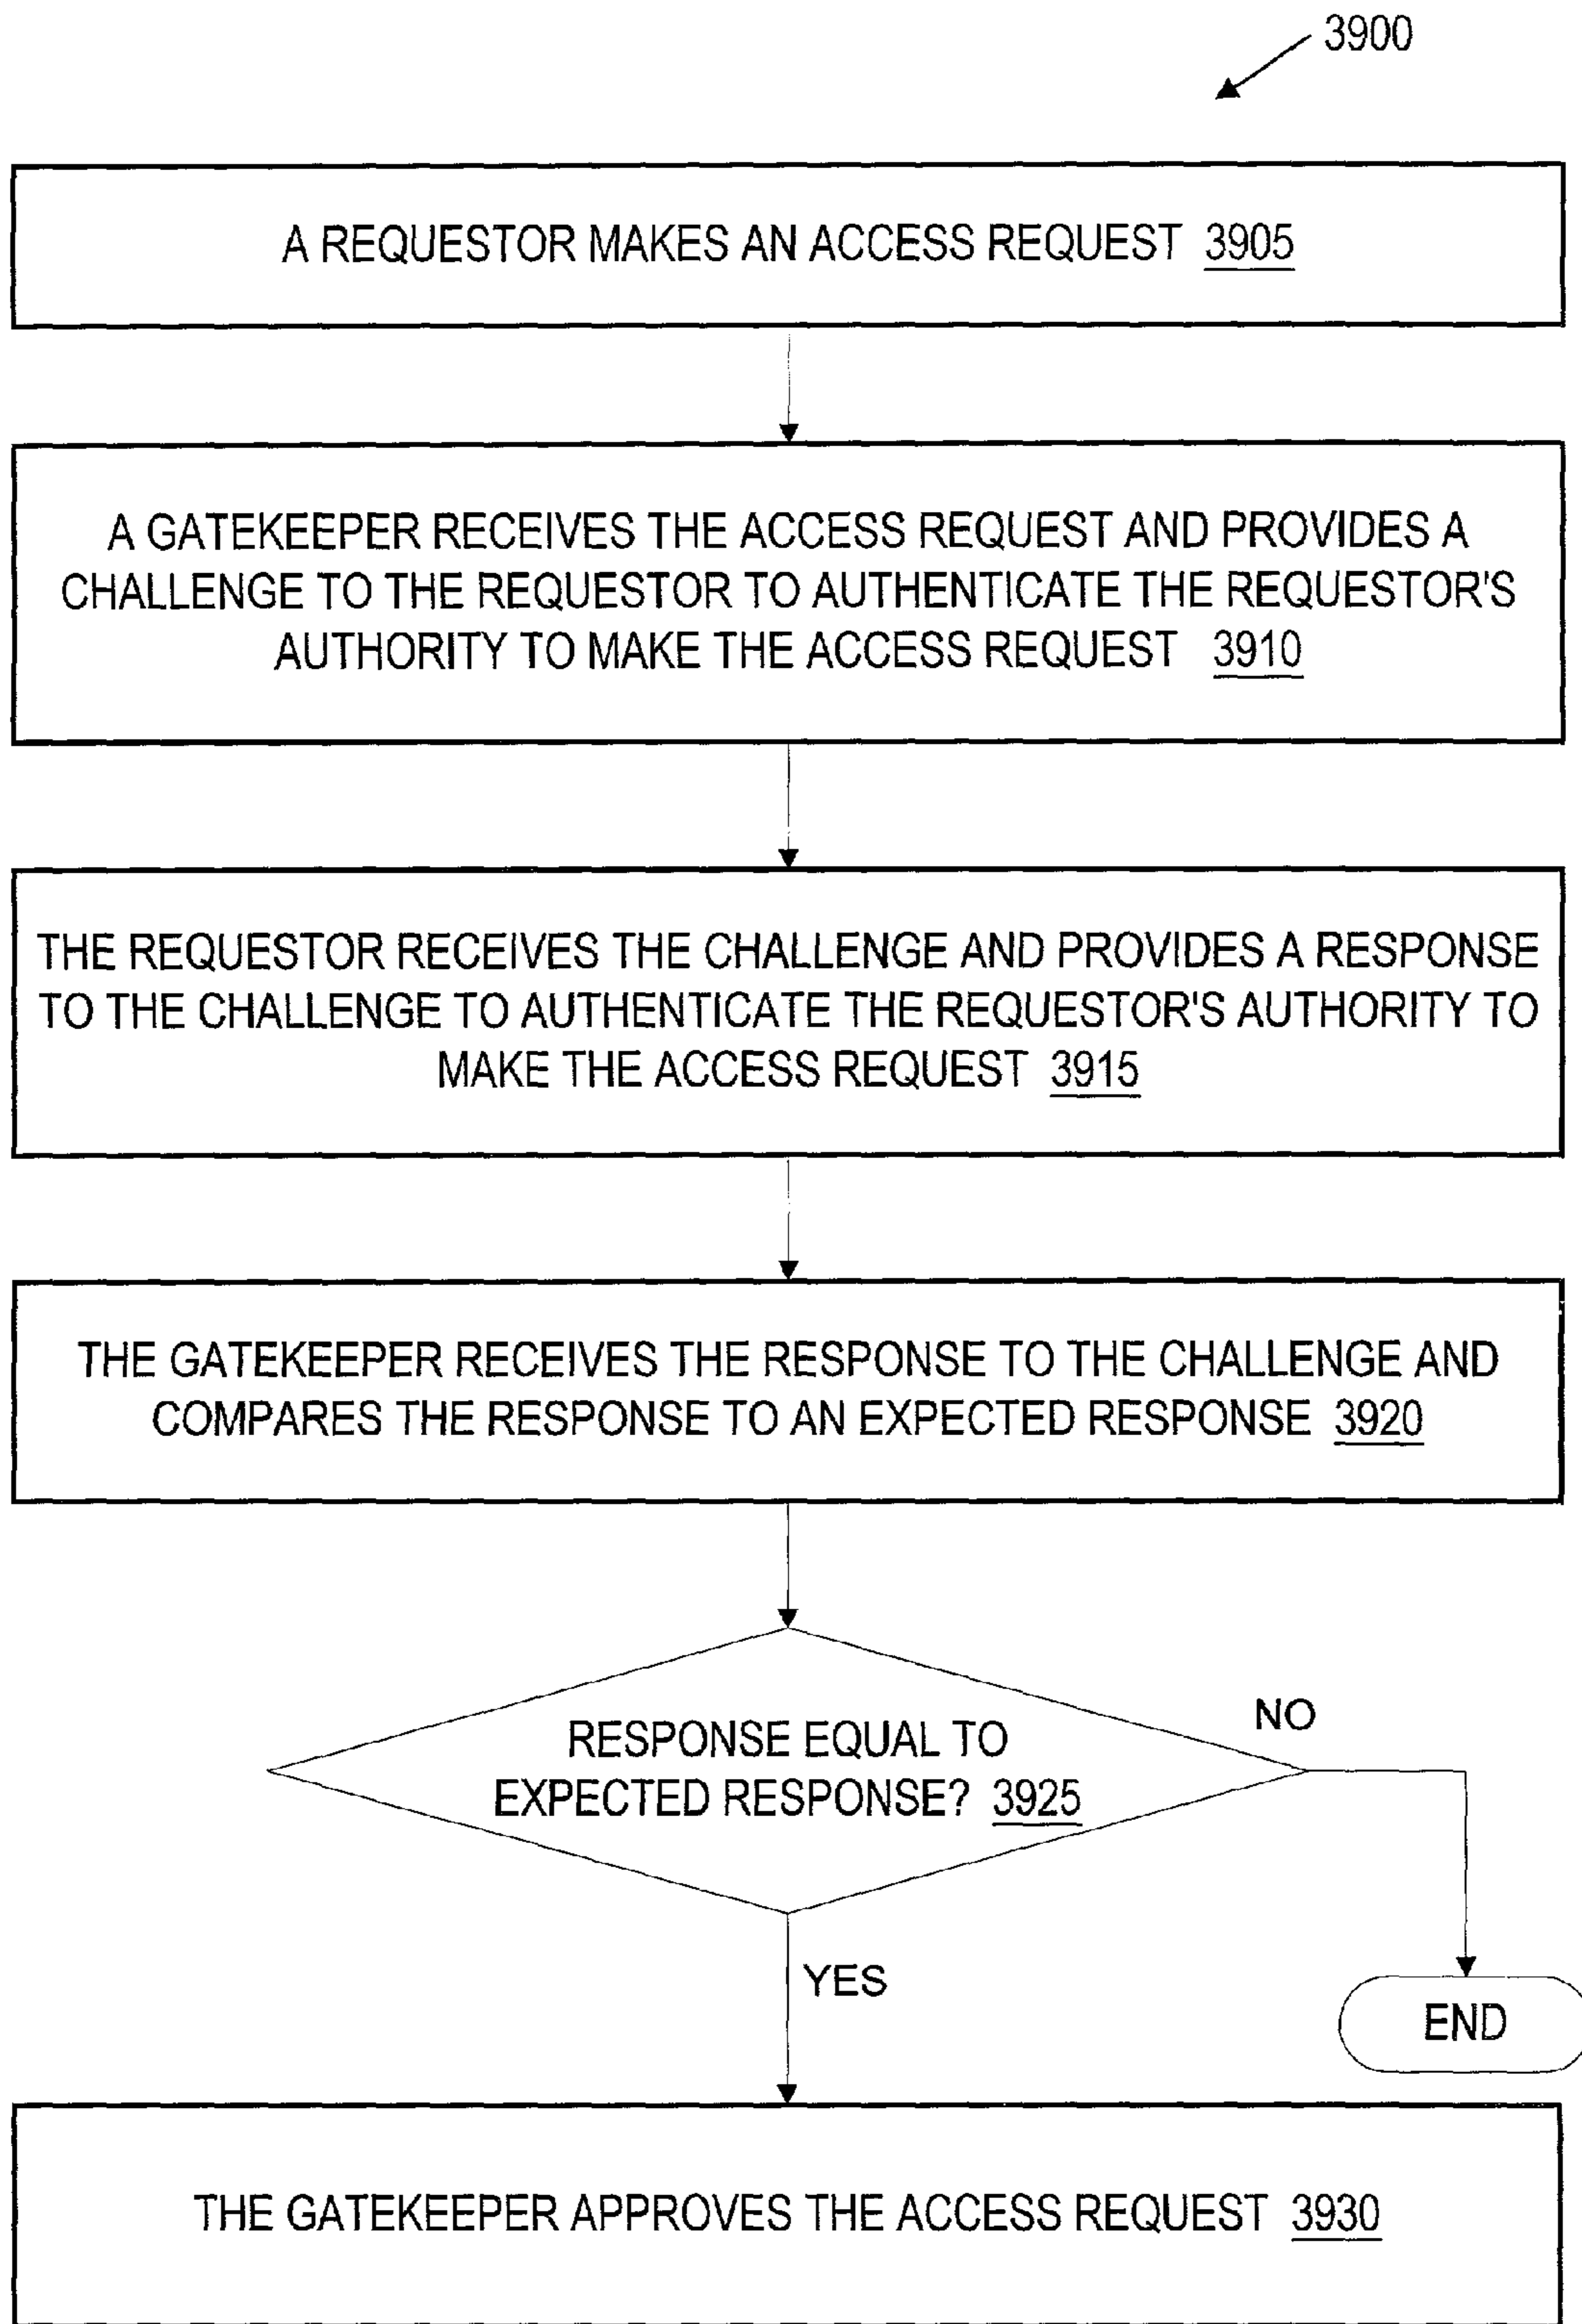 3900
A REQUESTOR MAKES AN ACCESS REQUEST 3905
A GATEKEEPER RECEIVES THE ACCESS REQUEST AND PROVIDES A
CHALLENGE TO THE REQUESTOR TO AUTHENTICATE THE REQUESTOR'S
AUTHORITY TO MAKE THE ACCESS REQUEST 3910
THE REQUESTOR RECEIVES THE CHALLENGE AND PROVIDES A RESPONSE
TO THE CHALLENGE TO AUTHENTICATE THE REQUESTOR'S AUTHORITY TO
MAKE THE ACCESS REQUEST 3915
THE GATEKEEPER RECEIVES THE RESPONSE TO THE CHALLENGE AND
COMPARES THE RESPONSE TO AN EXPECTED RESPONSE 3920
NO
RESPONSE EQUAL TO
EXPECTED RESPONSE? 3925
YES
END
THE GATEKEEPER APPROVES THE ACCESS REQUEST 3930